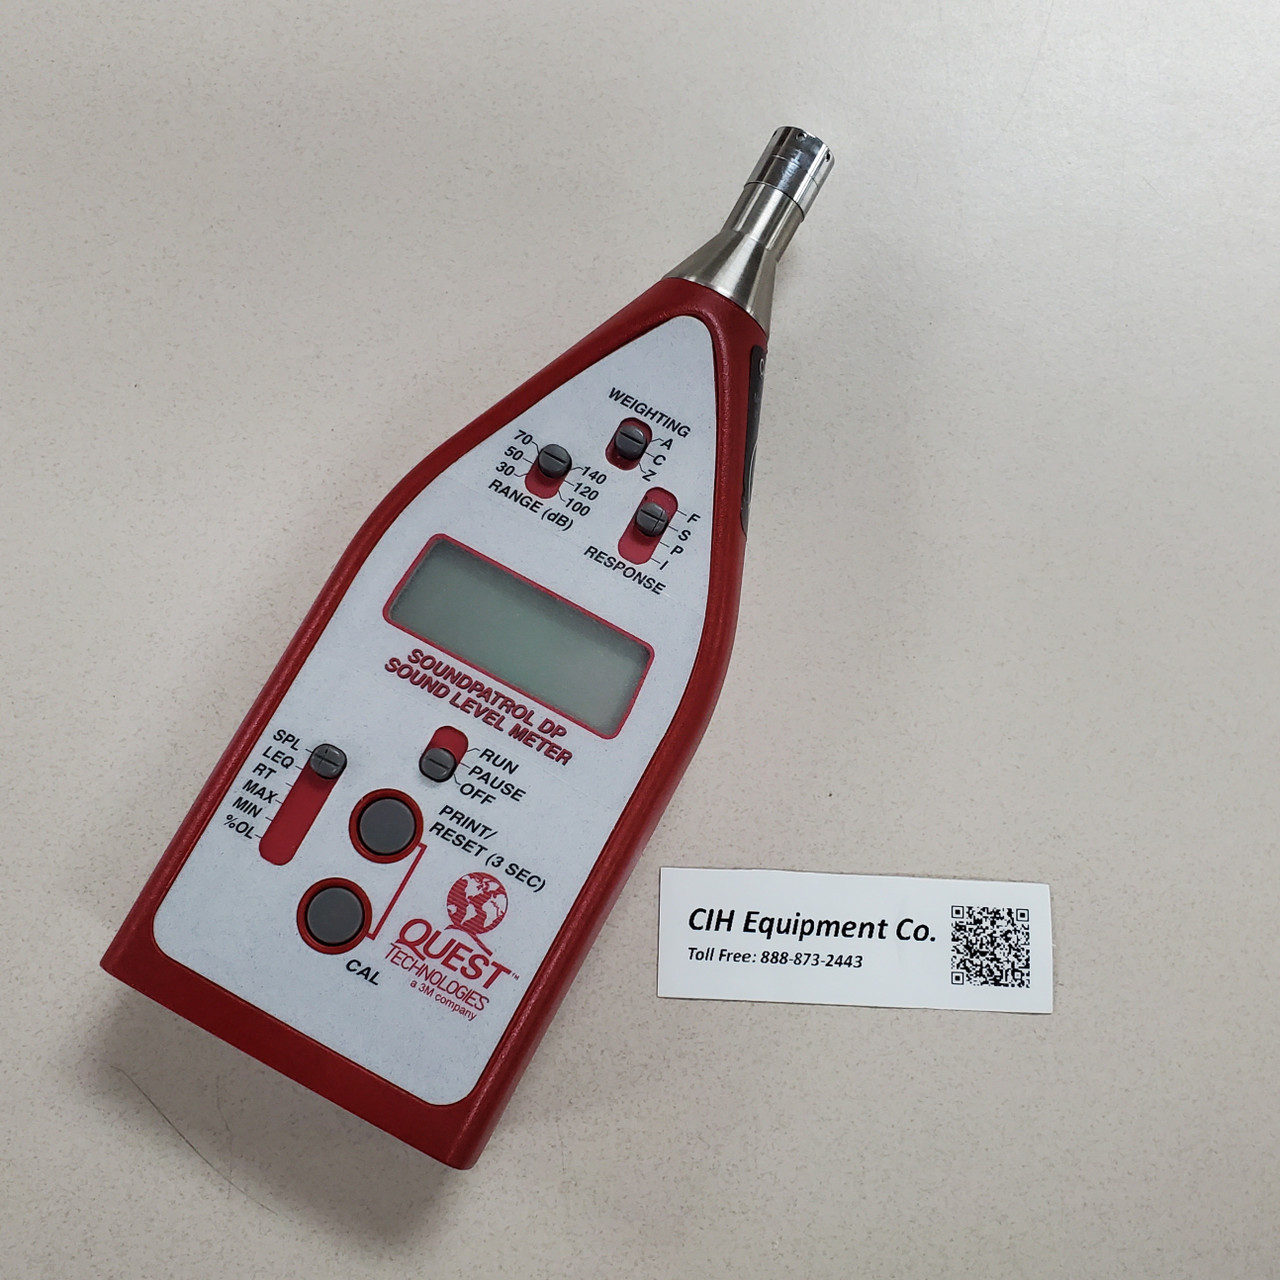 WEIGHTING
A
C
Z
70 140
50 120
30 100
RANGE (dB)
F
S
P
I
RESPONSE
SOUNDPATROL DP
SOUND LEVEL METER
SPL
LEQ
RT
MAX
MIN
%OL
RUN
PAUSE
OFF
PRINT/
RESET (3 SEC)
CAL
QUEST™
TECHNOLOGIES
a 3M company
CIH Equipment Co.
Toll Free: 888-873-2443